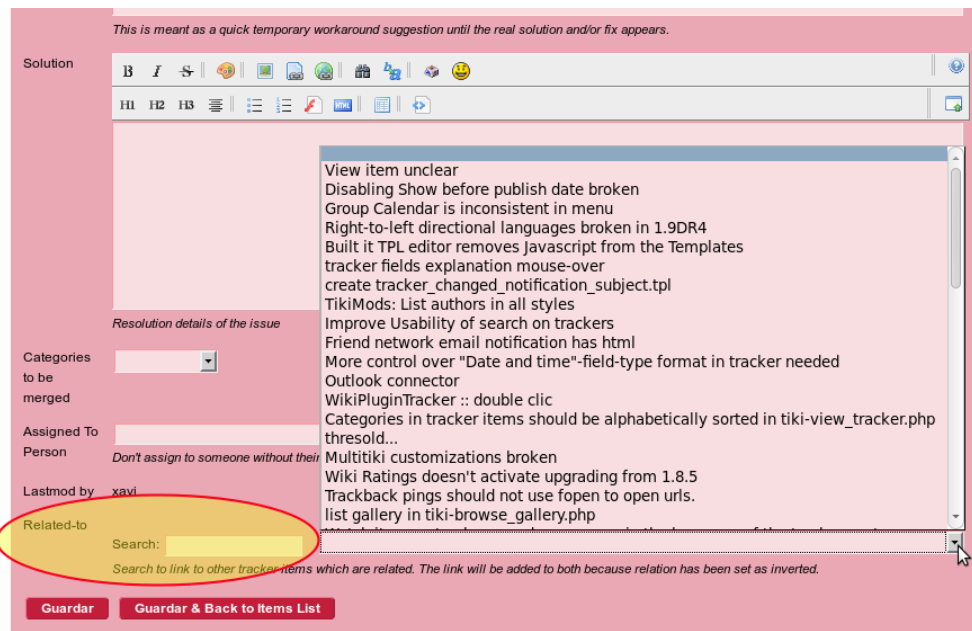 This is meant as a quick temporary workaround suggestion until the real solution and/or fix appears.
Solution
B I S
H1 H2 H3 HTML
View item unclear
Disabling Show before publish date broken
Group Calendar is inconsistent in menu
Right-to-left directional languages broken in 1.9DR4
Built it TPL editor removes Javascript from the Templates
tracker fields explanation mouse-over
create tracker_changed_notification_subject.tpl
TikiMods: List authors in all styles
Improve Usability of search on trackers
Friend network email notification has html
More control over "Date and time"-field-type format in tracker needed
Outlook connector
WikiPluginTracker :: double clic
Categories in tracker items should be alphabetically sorted in tiki-view_tracker.php
thresold...
Multitiki customizations broken
Wiki Ratings doesn't activate upgrading from 1.8.5
Trackback pings should not use fopen to open urls.
list gallery in tiki-browse_gallery.php
Resolution details of the issue
Categories
to be
merged
Assigned To
Person
Don't assign to someone without their
Lastmod by xavi
Related-to
Search:
Search to link to other tracker items which are related. The link will be added to both because relation has been set as inverted.
Guardar Guardar & Back to Items List